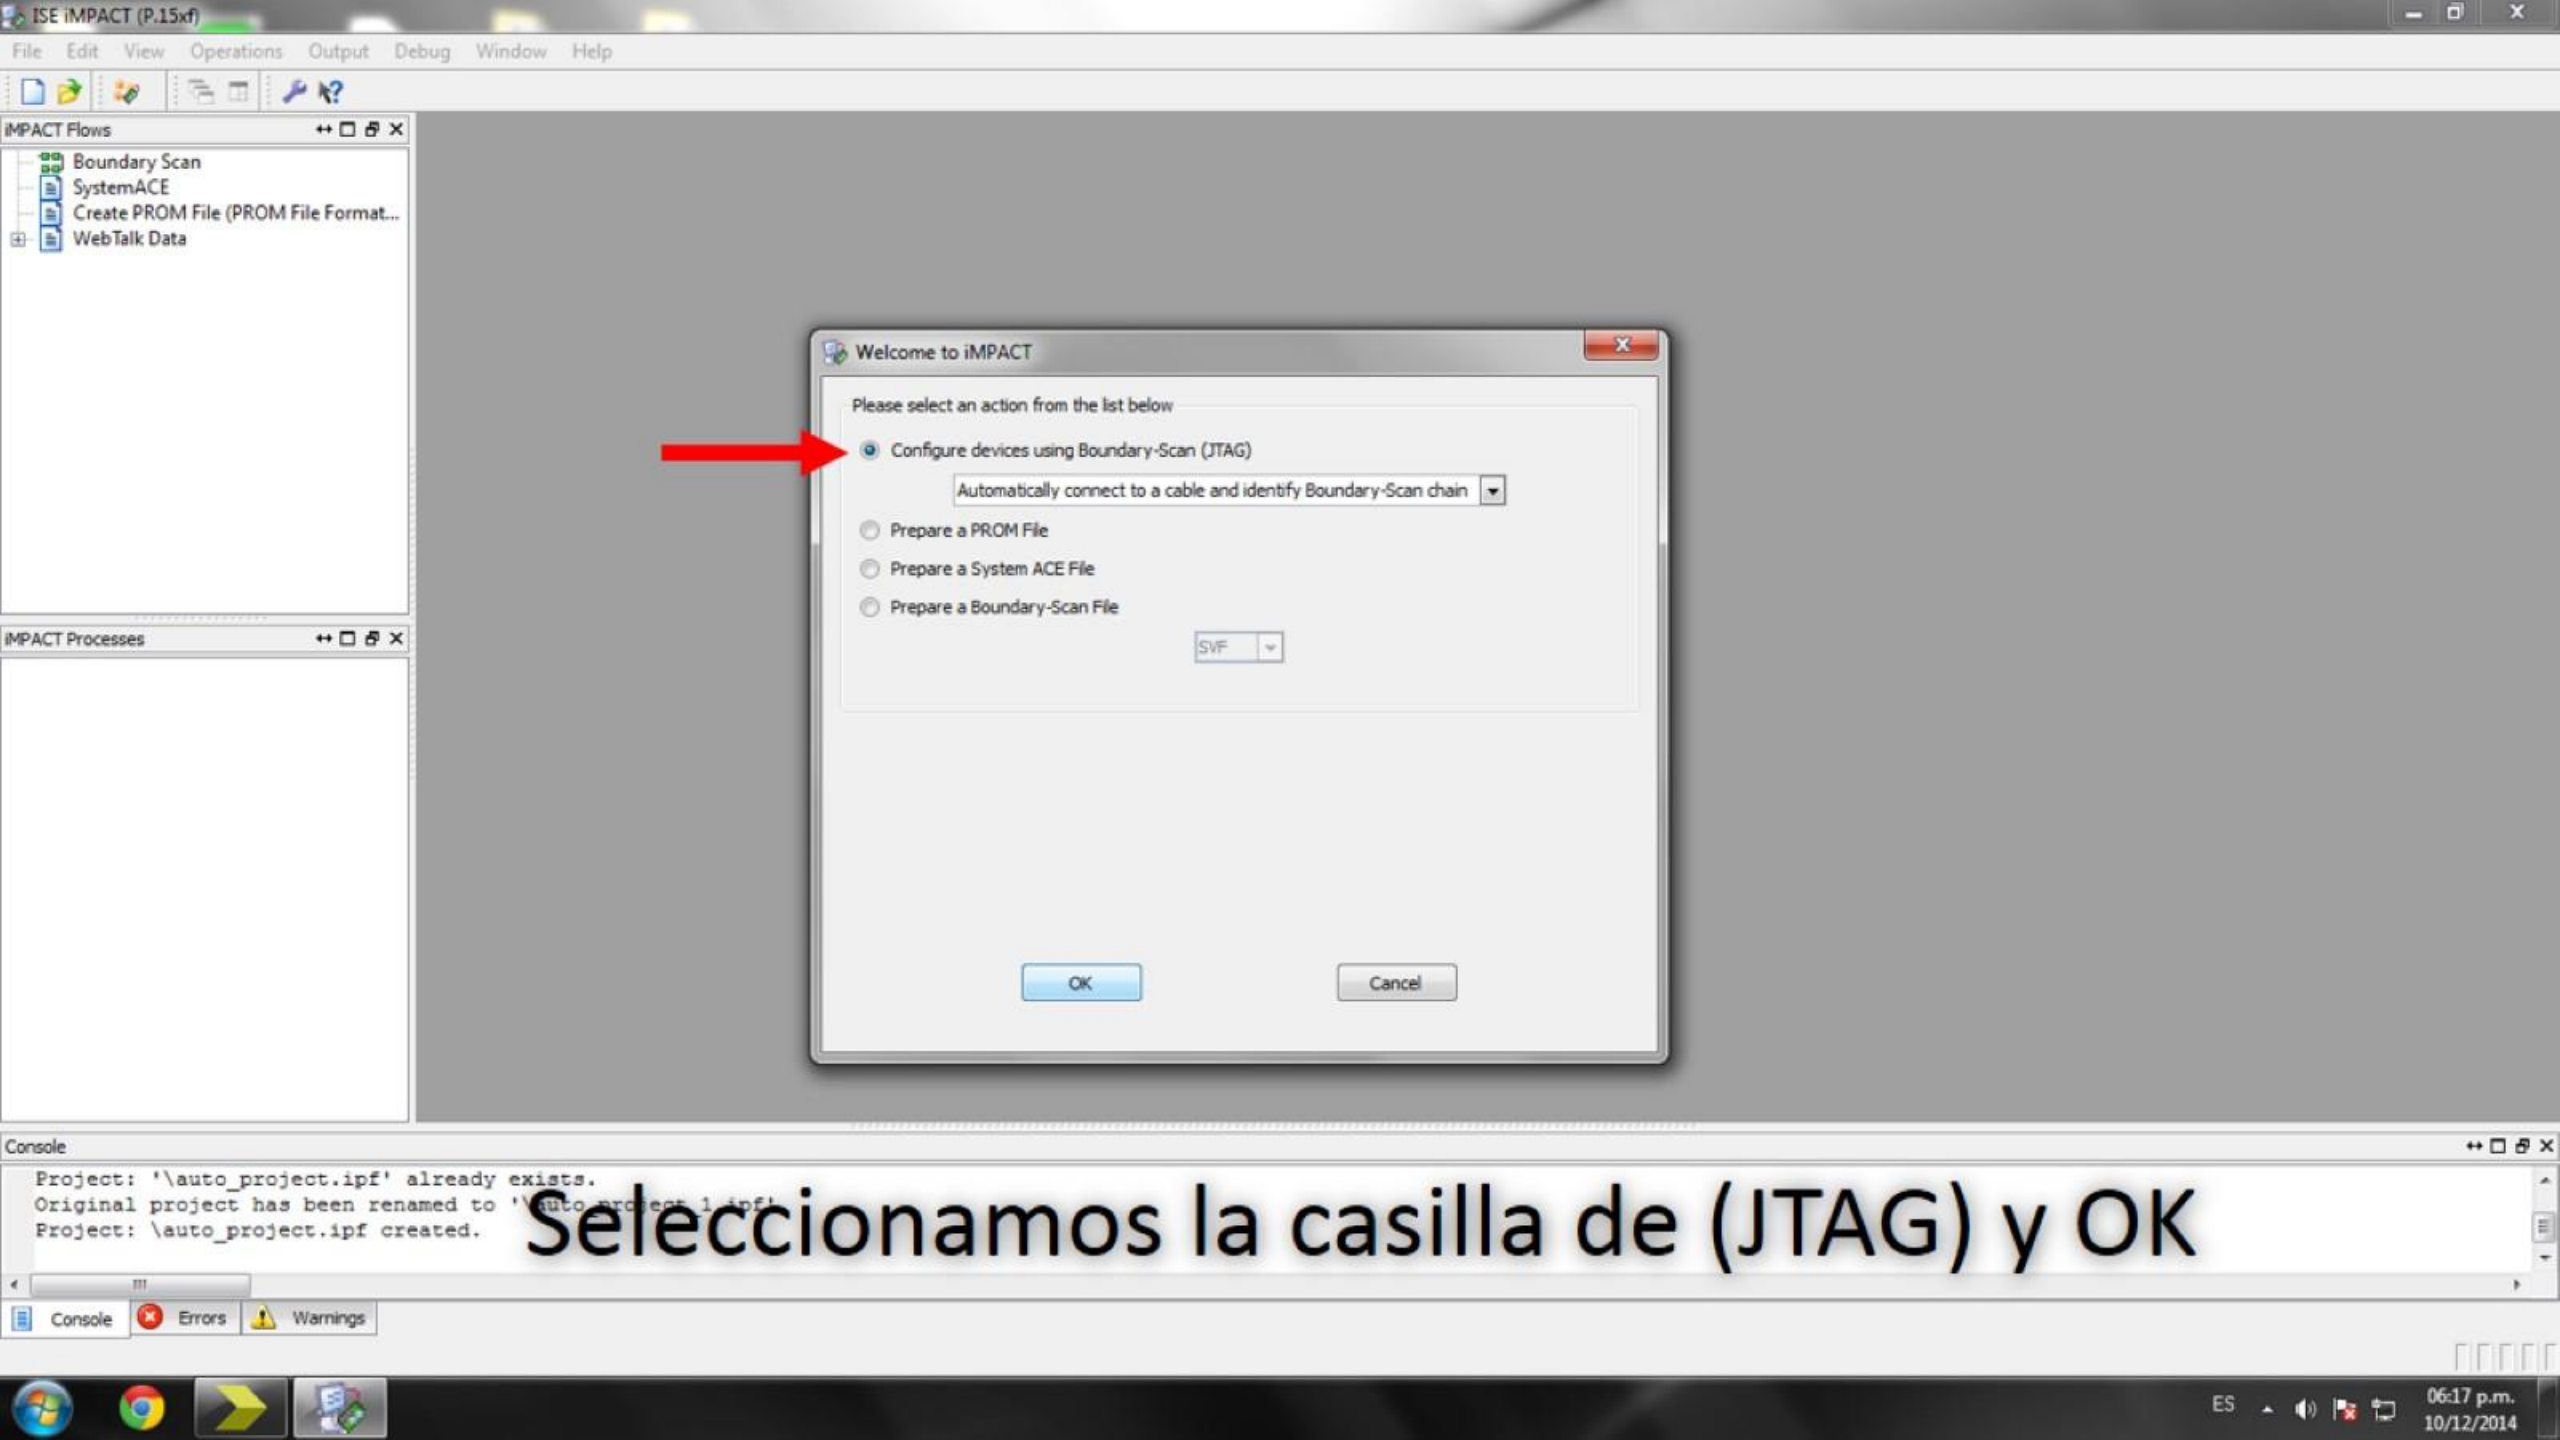 ISE iMPACT (P.15xf)
File Edit View Operations Output Debug Window Help
iMPACT Flows
Boundary Scan
SystemACE
Create PROM File (PROM File Format...
WebTalk Data
Welcome to iMPACT
Please select an action from the list below
Configure devices using Boundary-Scan (JTAG)
Automatically connect to a cable and identify Boundary-Scan chain
Prepare a PROM File
Prepare a System ACE File
Prepare a Boundary-Scan File
SVF
OK Cancel
iMPACT Processes
Console
Project: '\auto_project.ipf' already exists.
Original project has been renamed to '\auto_project_1.ipf'.
Project: \auto_project.ipf created.
Seleccionamos la casilla de (JTAG) y OK
Console Errors Warnings
ES
06:17 p.m.
10/12/2014